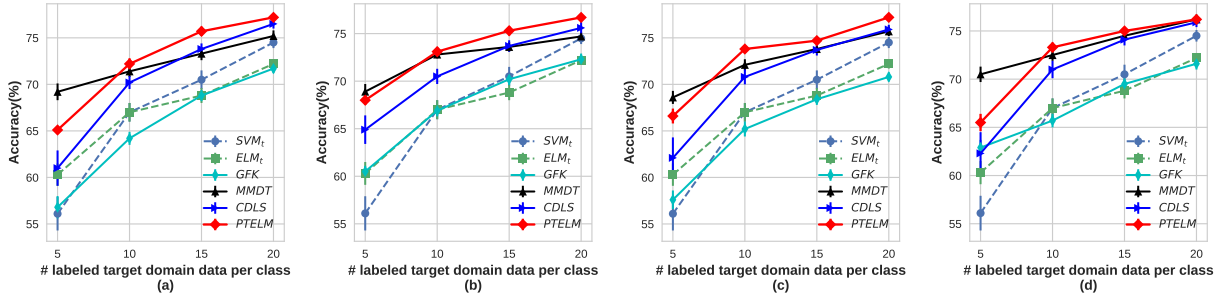 Accuracy(%)
75
70
65
60
55
SVMt
ELMt
GFK
MMDT
CDLS
PTELM
5 10 15 20
# labeled target domain data per class
(a)
Accuracy(%)
75
70
65
60
55
SVMt
ELMt
GFK
MMDT
CDLS
PTELM
5 10 15 20
# labeled target domain data per class
(b)
Accuracy(%)
75
70
65
60
55
SVMt
ELMt
GFK
MMDT
CDLS
PTELM
5 10 15 20
# labeled target domain data per class
(c)
Accuracy(%)
75
70
65
60
55
SVMt
ELMt
GFK
MMDT
CDLS
PTELM
5 10 15 20
# labeled target domain data per class
(d)